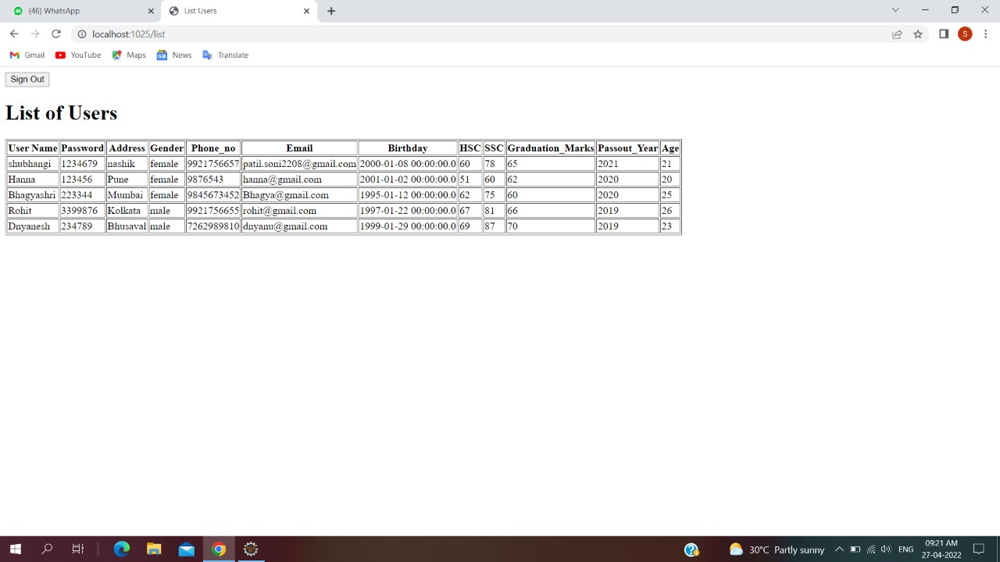 (46) WhatsApp List Users
localhost:1025/list S
Gmail YouTube Maps News Translate
Sign Out
List of Users
User Name Password Address Gender Phone_no Email Birthday HSC SSC Graduation_Marks Passout_Year Age
shubhangi 1234679 nashik female 9921756657 patil.soni2208@gmail.com 2000-01-08 00:00:00.0 60 78 65 2021 21
Hanna 123456 Pune female 9876543 hanna@gmail.com 2001-01-02 00:00:00.0 51 60 62 2020 20
Bhagyashri 223344 Mumbai female 9845673452 Bhagya@gmail.com 1995-01-12 00:00:00.0 62 75 60 2020 25
Rohit 3399876 Kolkata male 9921756655 rohit@gmail.com 1997-01-22 00:00:00.0 67 81 66 2019 26
Dnyanesh 234789 Bhusaval male 7262989810 dnyanu@gmail.com 1999-01-29 00:00:00.0 69 87 70 2019 23
30°C Partly sunny ENG 09:21 AM
27-04-2022